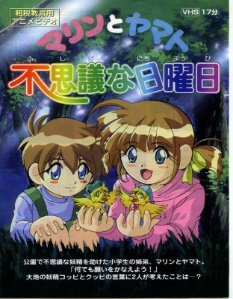 租税教育用
アニメビデオ
VHS 17分
マリンとヤマト
不思議な日曜日
公園で不思議な妖精を助けた小学生の姉弟、マリンとヤマト。
「何でも願いをかなえよう！」
大地の妖精コッピとクッピの言葉に2人が考えたことは…？